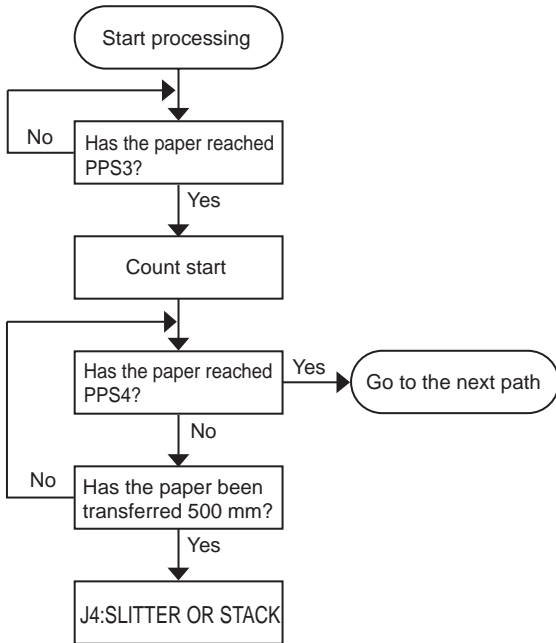 Start processing
No
Has the paper reached
PPS3?
Yes
Count start
Has the paper reached
PPS4?
Yes
Go to the next path
No
No
Has the paper been
transferred 500 mm?
Yes
J4:SLITTER OR STACK